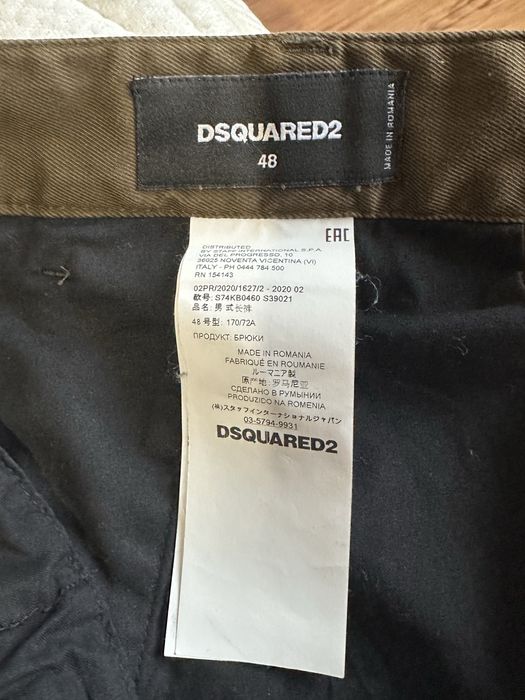 DSQUARED2
48
MADE IN ROMANIA
EAC
DISTRIBUTED
BY STAFF INTERNATIONAL S.P.A.
VIA DEL PROGRESSO, 10
36025 NOVENTA VICENTINA (VI)
ITALY - PH 0444 784 500
RN 154143
02PR/2020/1627/2 - 2020 02
款号: S74KB0460 S39021
品名: 男式长裤
48 号型: 170/72A
ПРОДУКТ: БРЮКИ
MADE IN ROMANIA
FABRIQUÉ EN ROUMANIE
ルーマニア製
原产地: 罗马尼亚
СДЕЛАНО В РУМЫНИИ
PRODUZIDO NA ROMENIA
(株)スタッフインターナショナルジャパン
03-5794-9931
DSQUARED2